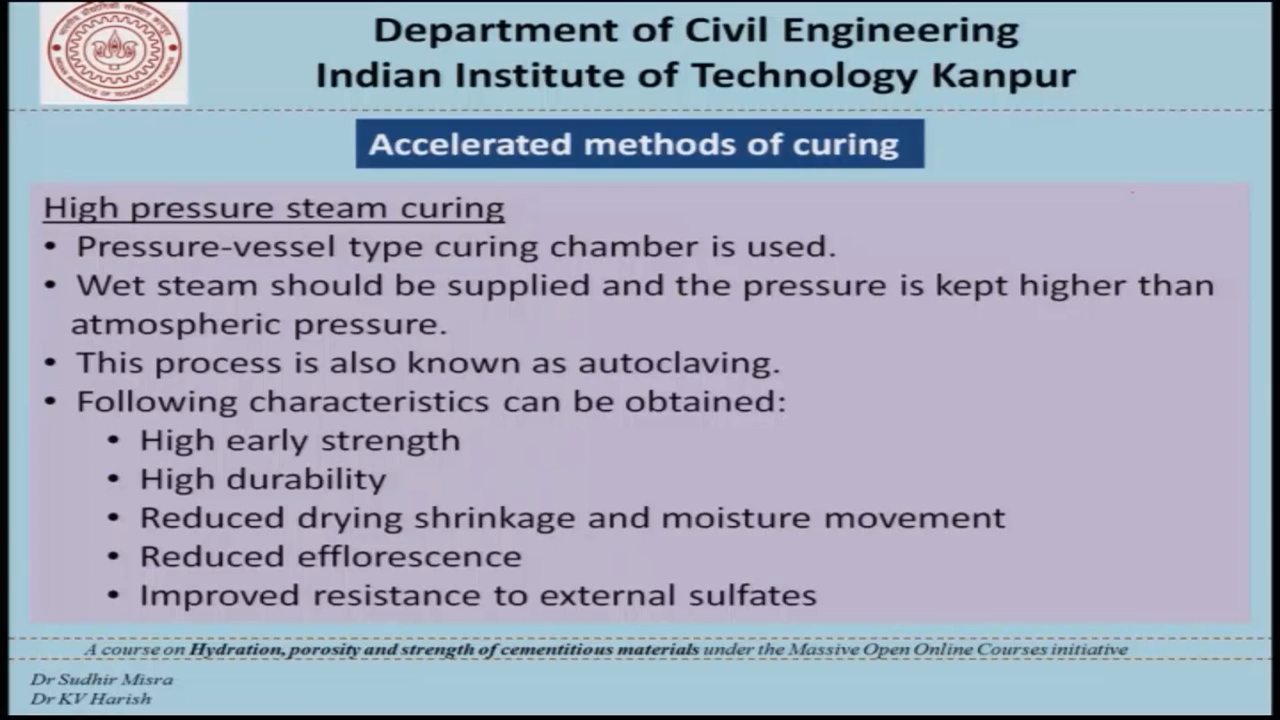 Department of Civil Engineering
Indian Institute of Technology Kanpur
Accelerated methods of curing
High pressure steam curing
• Pressure-vessel type curing chamber is used.
• Wet steam should be supplied and the pressure is kept higher than
atmospheric pressure.
• This process is also known as autoclaving.
• Following characteristics can be obtained:
• High early strength
• High durability
• Reduced drying shrinkage and moisture movement
• Reduced efflorescence
• Improved resistance to external sulfates
A course on Hydration, porosity and strength of cementitious materials under the Massive Open Online Courses initiative
Dr Sudhir Misra
Dr KV Harish